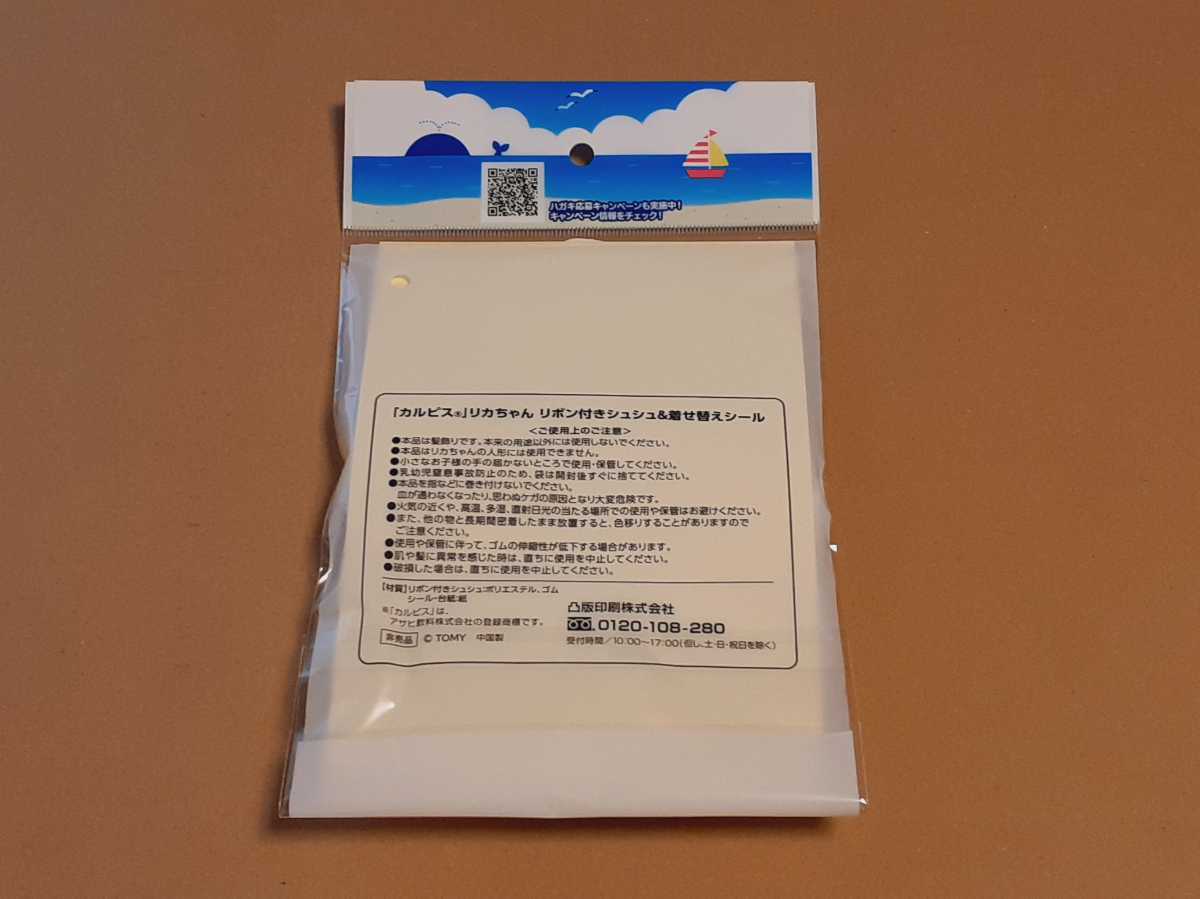 ハガキ応募キャンペーンも実施中!
キャンペーン情報をチェック!
「カルピス®」リカちゃん リボン付きシュシュ&着せ替えシール
<ご使用上のご注意>
●本品は髪飾りです。本来の用途以外には使用しないでください。
●本品はリカちゃんの人形には使用できません。
●小さなお子様の手の届かないところで使用・保管してください。
●乳幼児窒息事故防止のため、袋は開封後すぐに捨ててください。
●本品を指などに巻き付けないでください。
血が通わなくなったり、思わぬケガの原因となり大変危険です。
●火気の近くや、高温、多湿、直射日光の当たる場所での使用や保管はお避けください。
●また、他の物と長期間密着したまま放置すると、色移りすることがありますので
ご注意ください。
●使用や保管に伴って、ゴムの伸縮性が低下する場合があります。
●肌や髪に異常を感じた時は、直ちに使用を中止してください。
●破損した場合は、直ちに使用を中止してください。
[材質]リボン付きシュシュ:ポリエステル、ゴム
シール・台紙:紙
※「カルピス」は、
アサヒ飲料株式会社の登録商標です。
非売品 © TOMY 中国製
凸版印刷株式会社
0120-108-280
受付時間/10:00〜17:00(但し、土・日・祝日を除く)